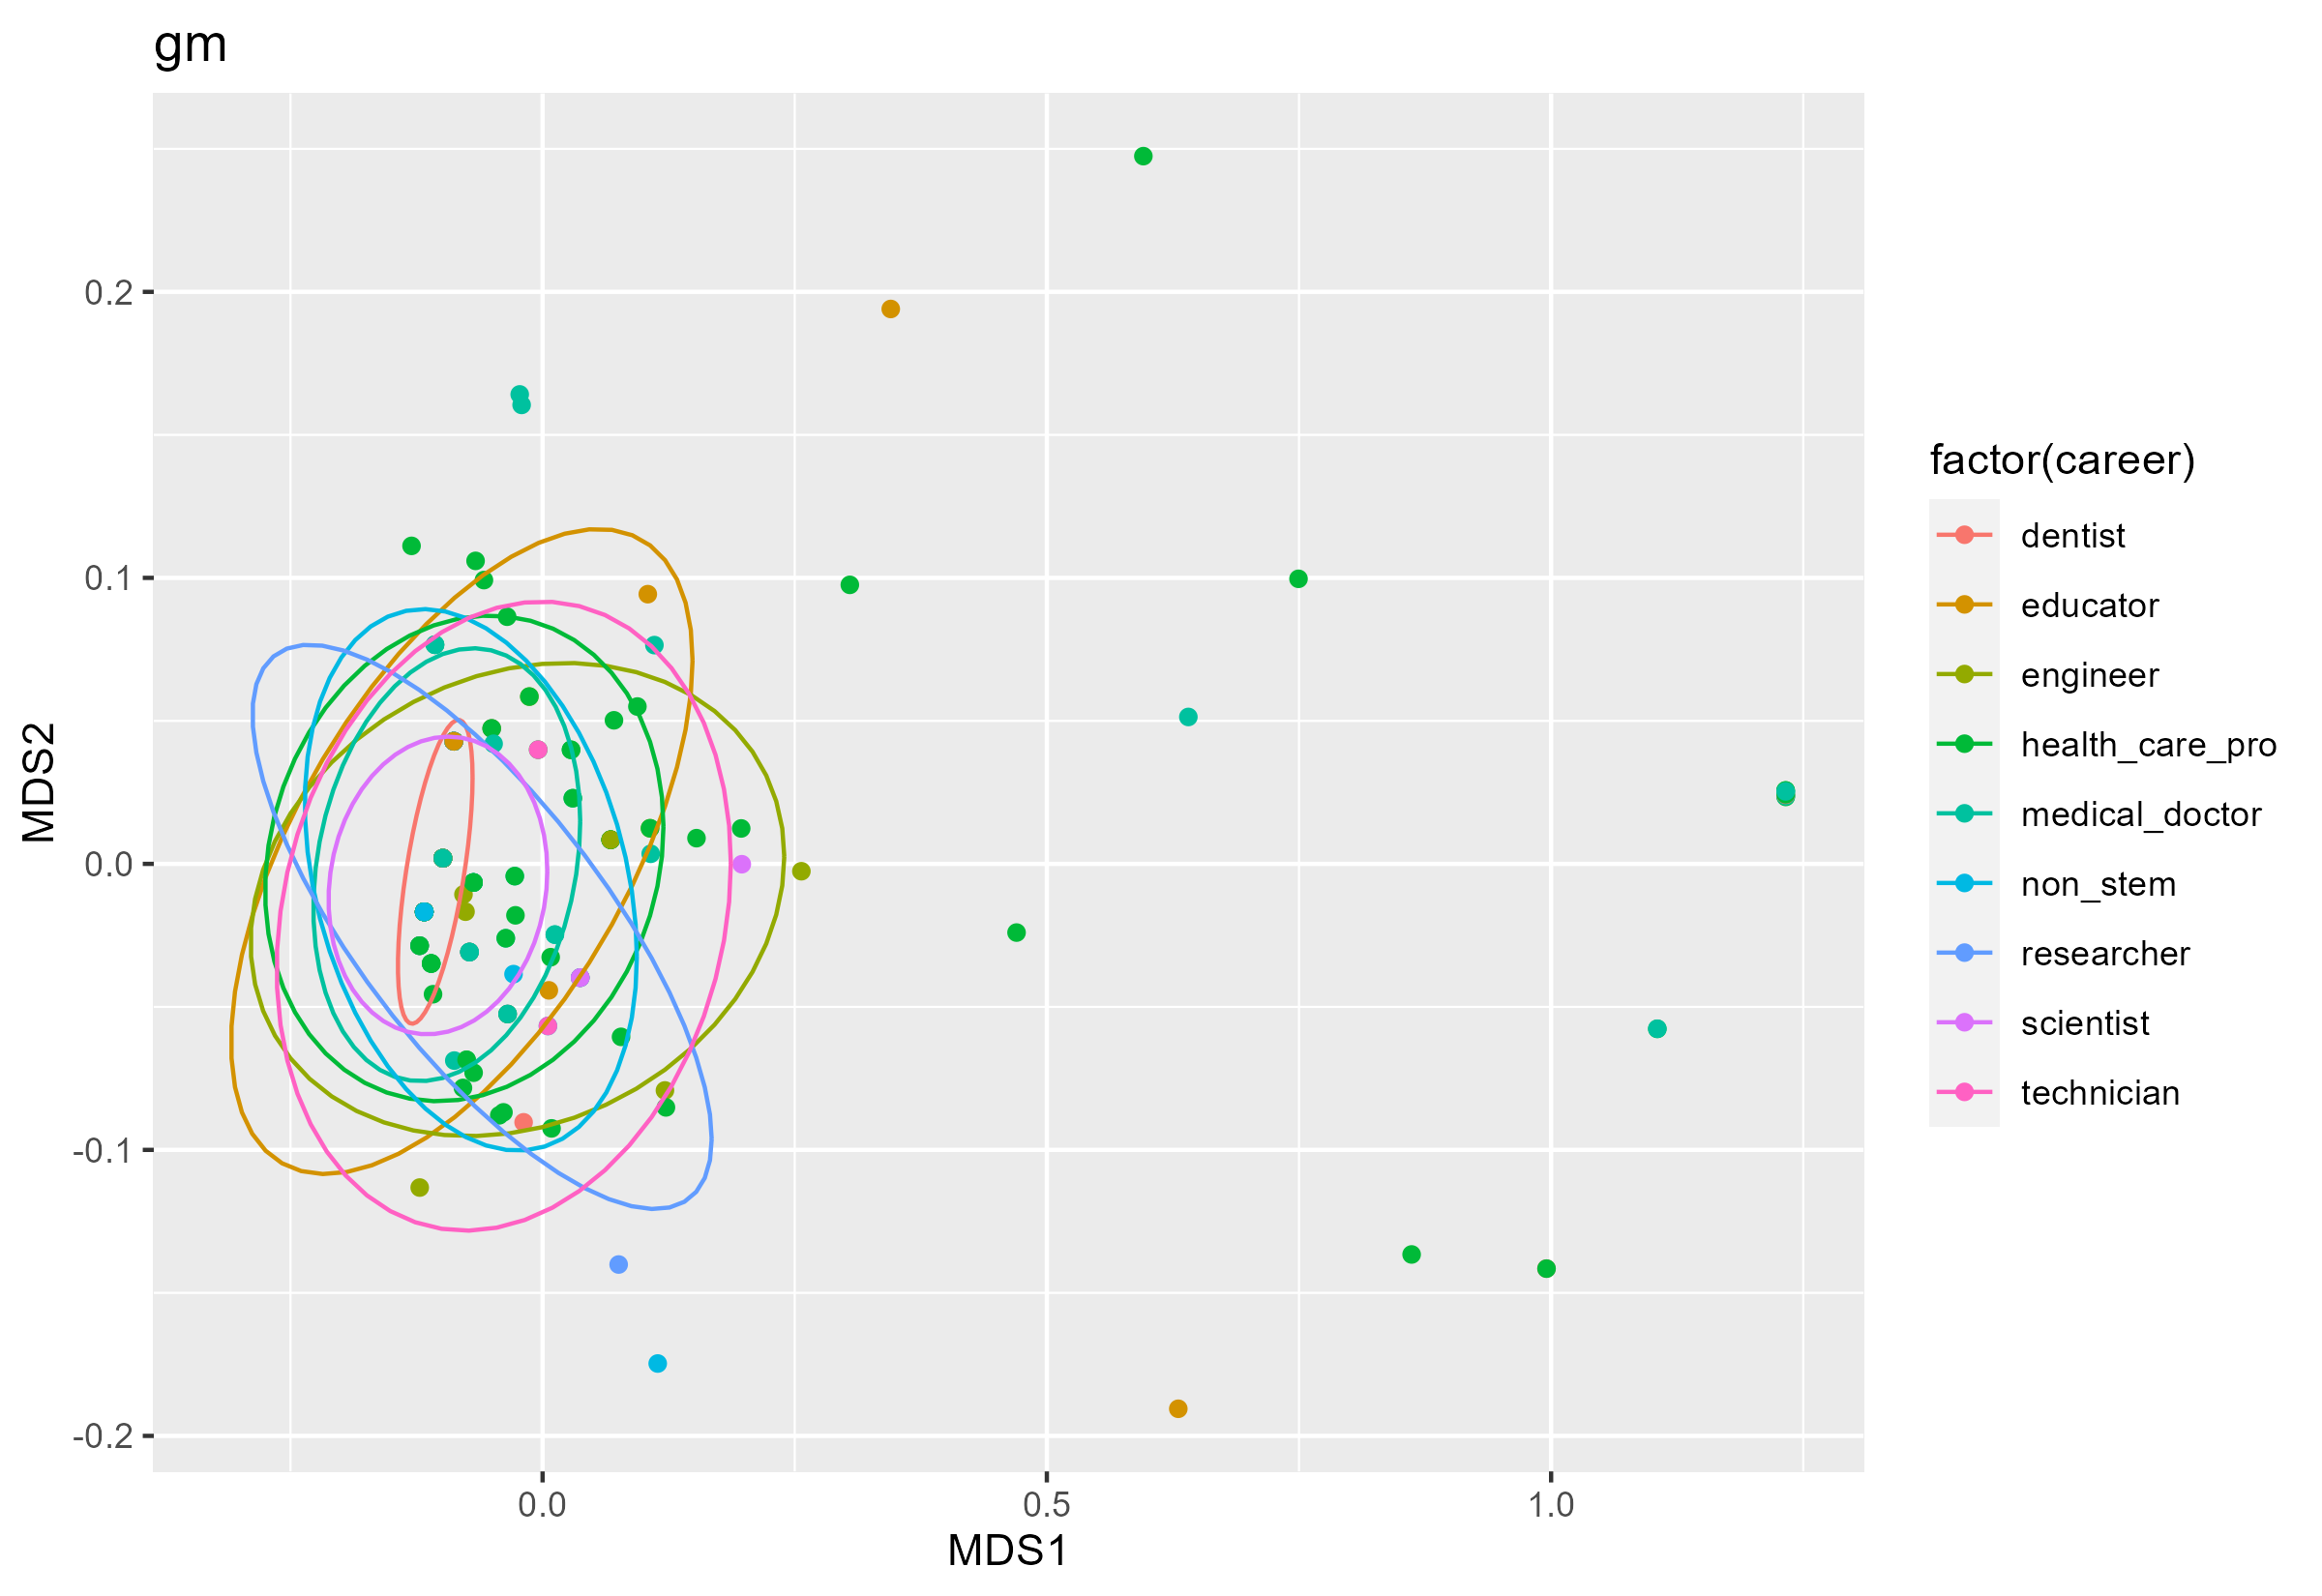 gm
0.2
0.1
0.0
-0.1
-0.2
MDS2
0.0
0.5
1.0
MDS1
factor(career)
dentist
educator
engineer
health_care_pro
medical_doctor
non_stem
researcher
scientist
technician